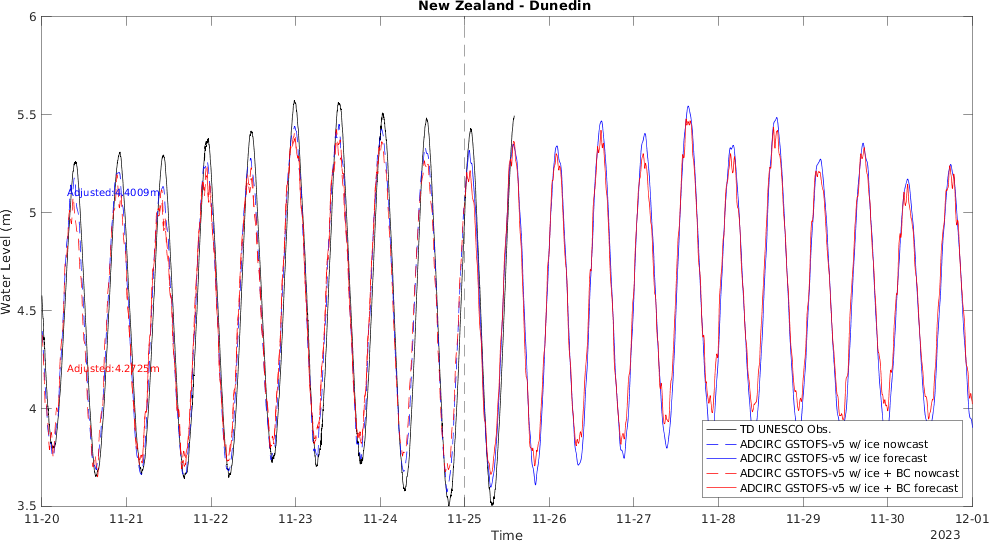 New Zealand - Dunedin
6
5.5
5
4.5
4
3.5
Water Level (m)
Adjusted:4.4009m
Adjusted:4.2725m
TD UNESCO Obs.
ADCIRC GSTOFS-v5 w/ ice nowcast
ADCIRC GSTOFS-v5 w/ ice forecast
ADCIRC GSTOFS-v5 w/ ice + BC nowcast
ADCIRC GSTOFS-v5 w/ ice + BC forecast
11-20 11-21 11-22 11-23 11-24 11-25 11-26 11-27 11-28 11-29 11-30 12-01
Time
2023